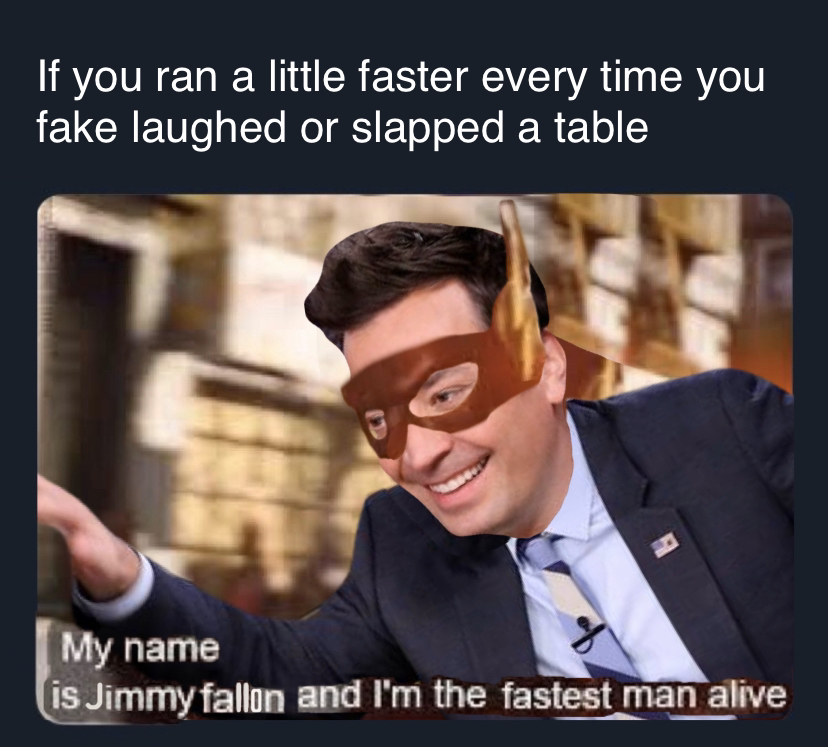 If you ran a little faster every time you
fake laughed or slapped a table
My name
is Jimmy fallon and I'm the fastest man alive